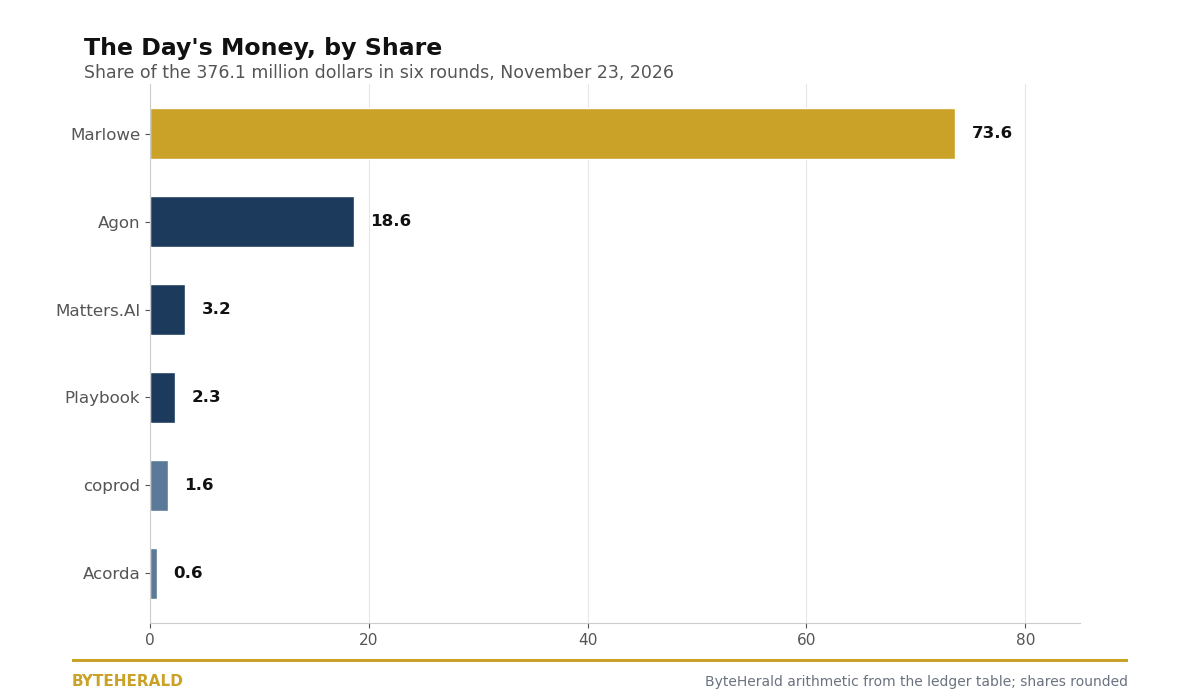 The Day's Money, by Share
Share of the 376.1 million dollars in six rounds, November 23, 2026
Marlowe 73.6
Agon 18.6
Matters.AI 3.2
Playbook 2.3
coprod 1.6
Acorda 0.6
0 20 40 60 80
BYTEHERALD
ByteHerald arithmetic from the ledger table; shares rounded